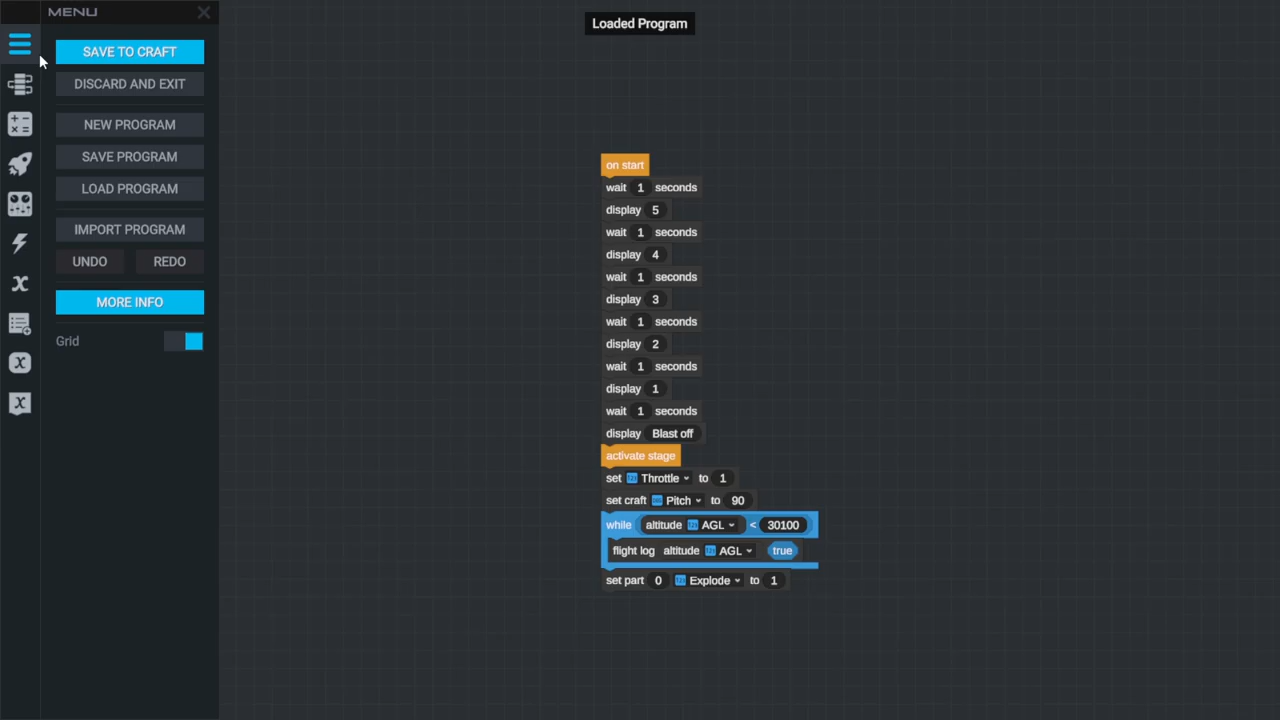 MENU
Loaded Program
SAVE TO CRAFT
DISCARD AND EXIT
NEW PROGRAM
SAVE PROGRAM
LOAD PROGRAM
IMPORT PROGRAM
UNDO REDO
MORE INFO
Grid
on start
wait 1 seconds
display 5
wait 1 seconds
display 4
wait 1 seconds
display 3
wait 1 seconds
display 2
wait 1 seconds
display 1
wait 1 seconds
display Blast off
activate stage
set Throttle to 1
set craft Pitch to 90
while altitude AGL < 30100
flight log altitude AGL true
set part 0 Explode to 1